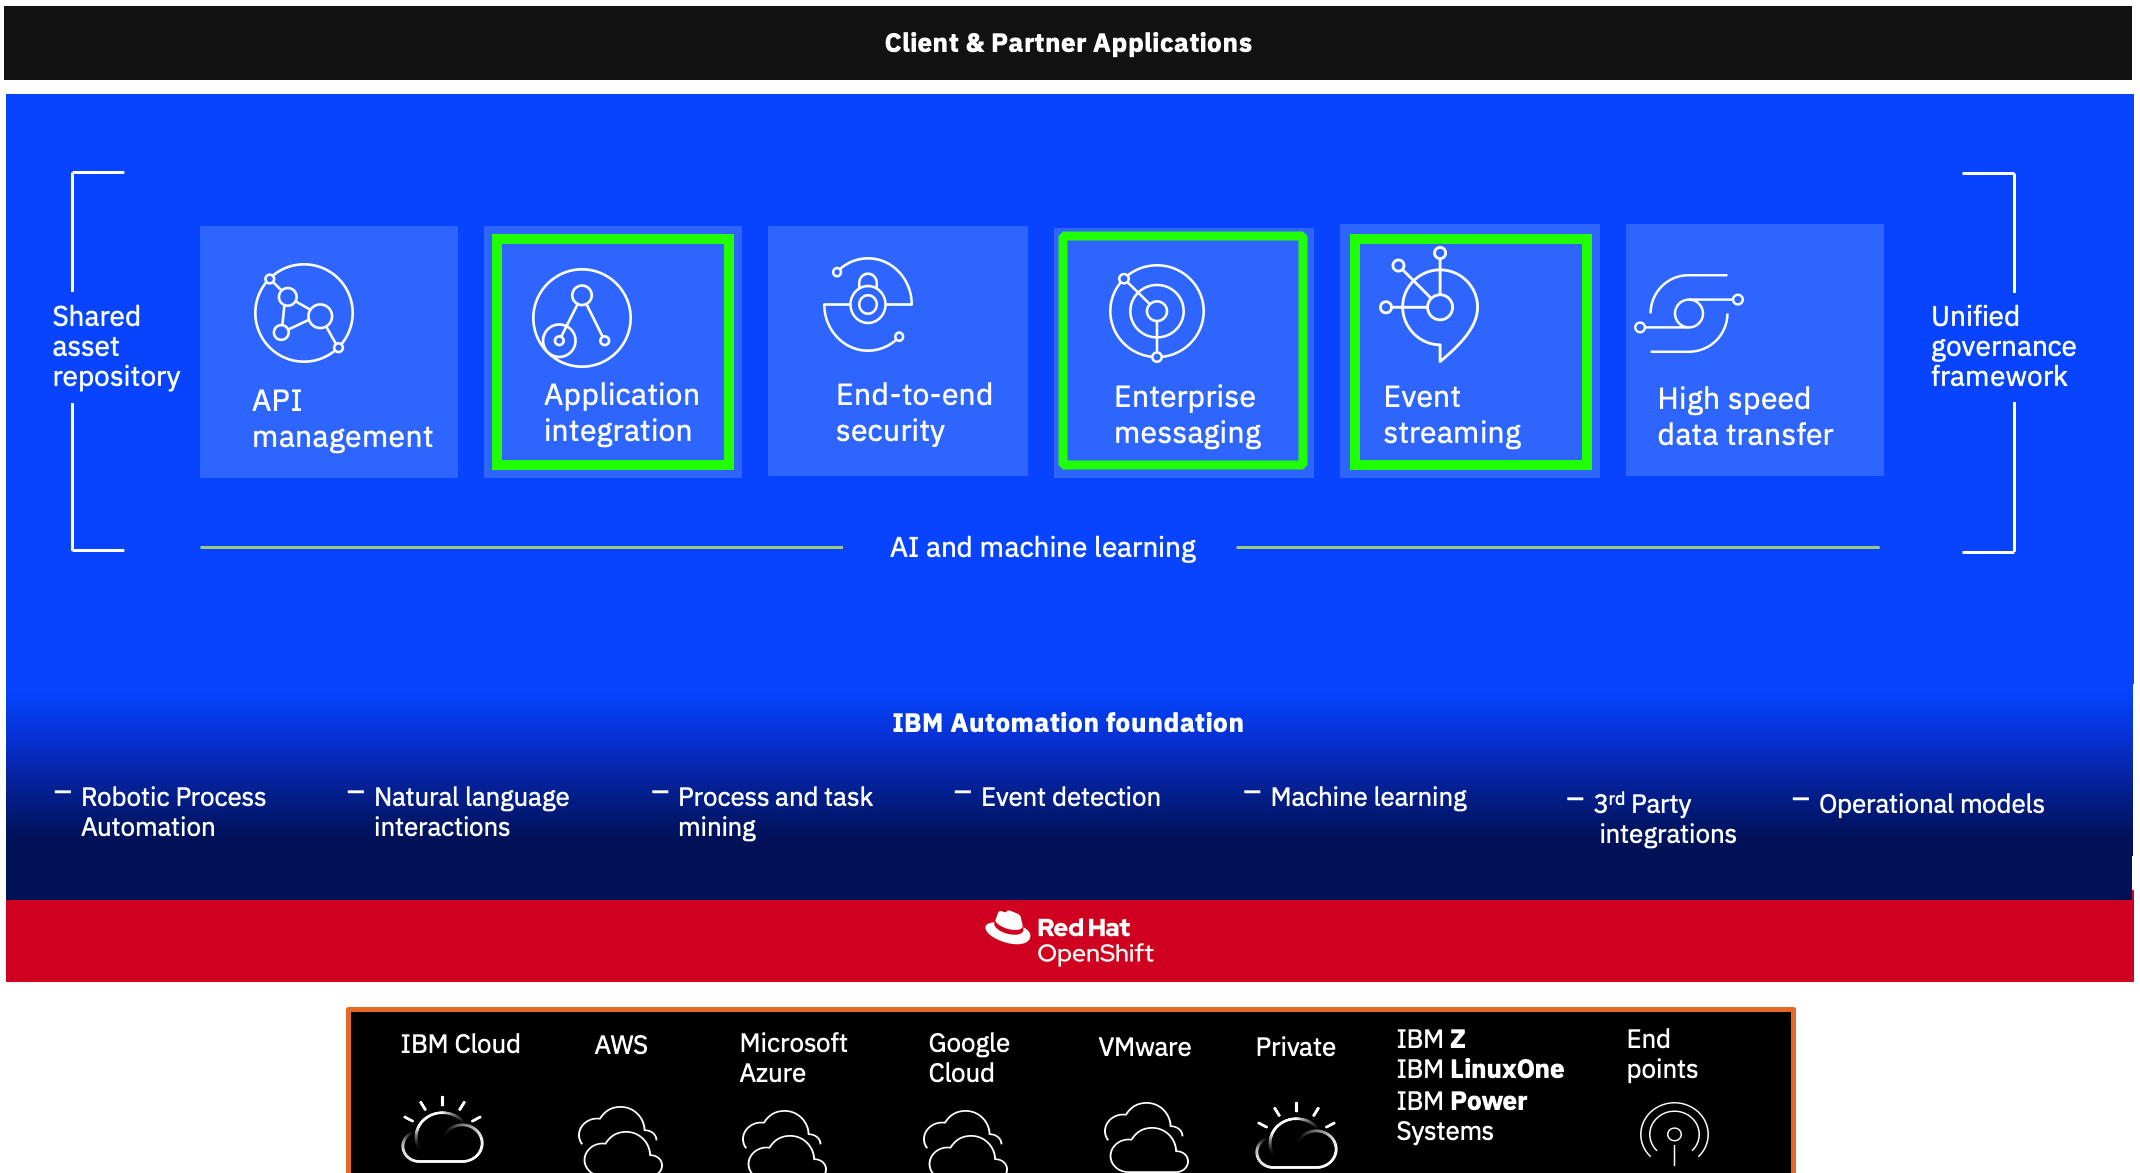 Client & Partner Applications
Shared
asset
repository
API
management
Application
integration
End-to-end
security
Enterprise
messaging
Event
streaming
High speed
data transfer
Unified
governance
framework
AI and machine learning
IBM Automation foundation
– Robotic Process
Automation
– Natural language
interactions
– Process and task
mining
– Event detection
– Machine learning
– 3rd Party
integrations
– Operational models
Red Hat
OpenShift
IBM Cloud
AWS
Microsoft
Azure
Google
Cloud
VMware
Private
IBM Z
IBM LinuxOne
IBM Power
Systems
End
points